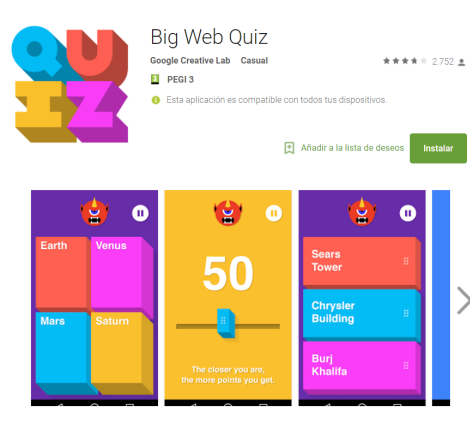 QU
IZ
Big Web Quiz
Google Creative Lab Casual
2.752
3 PEGI 3
Esta aplicación es compatible con todos tus dispositivos.
Añadir a la lista de deseos
Instalar
Earth Venus
Mars Saturn
50
The closer you are,
the more points you get.
Sears
Tower
Chrysler
Building
Burj
Khalifa